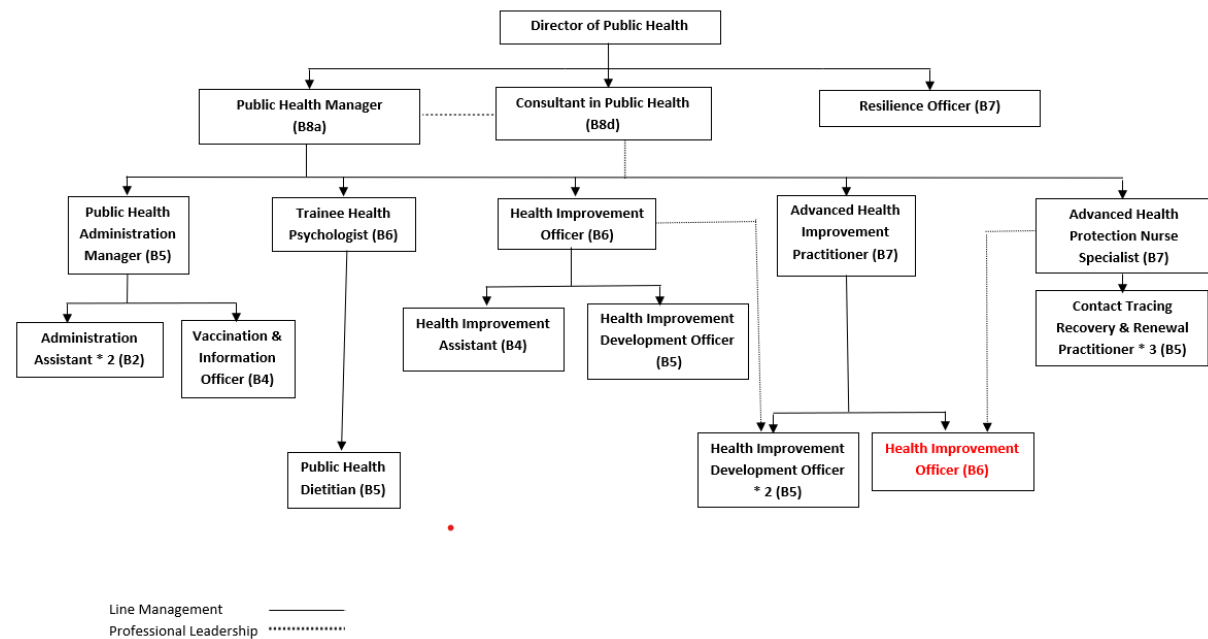 Director of Public Health
Public Health Manager
(B8a)
Consultant in Public Health
(B8d)
Resilience Officer (B7)
Public Health
Administration
Manager (B5)
Trainee Health
Psychologist (B6)
Health Improvement
Officer (B6)
Advanced Health
Improvement
Practitioner (B7)
Advanced Health
Protection Nurse
Specialist (B7)
Administration
Assistant * 2 (B2)
Vaccination &
Information
Officer (B4)
Health Improvement
Assistant (B4)
Health Improvement
Development Officer
(B5)
Contact Tracing
Recovery & Renewal
Practitioner * 3 (B5)
Public Health
Dietitian (B5)
Health Improvement
Development Officer
* 2 (B5)
Health Improvement
Officer (B6)
Line Management
Professional Leadership